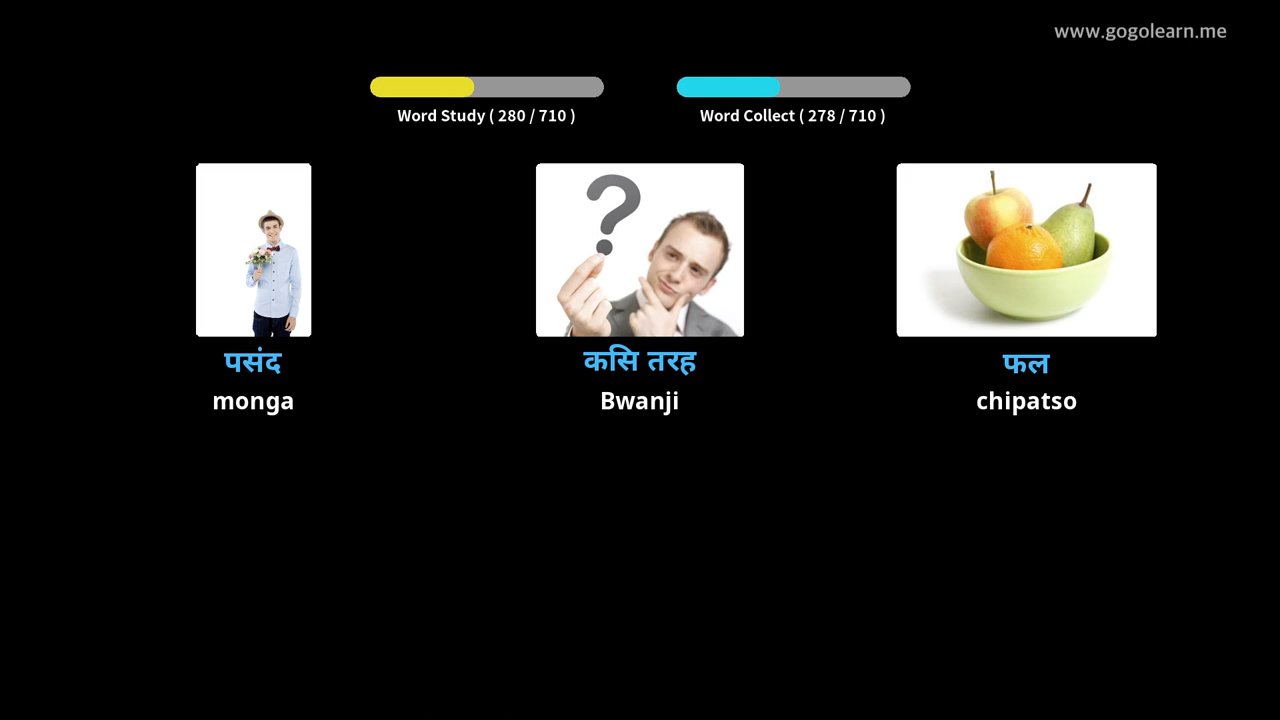 www.gogolearn.me
Word Study ( 280 / 710 )
Word Collect ( 278 / 710 )
पसंद
कसि तरह
फल
monga
Bwanji
chipatso